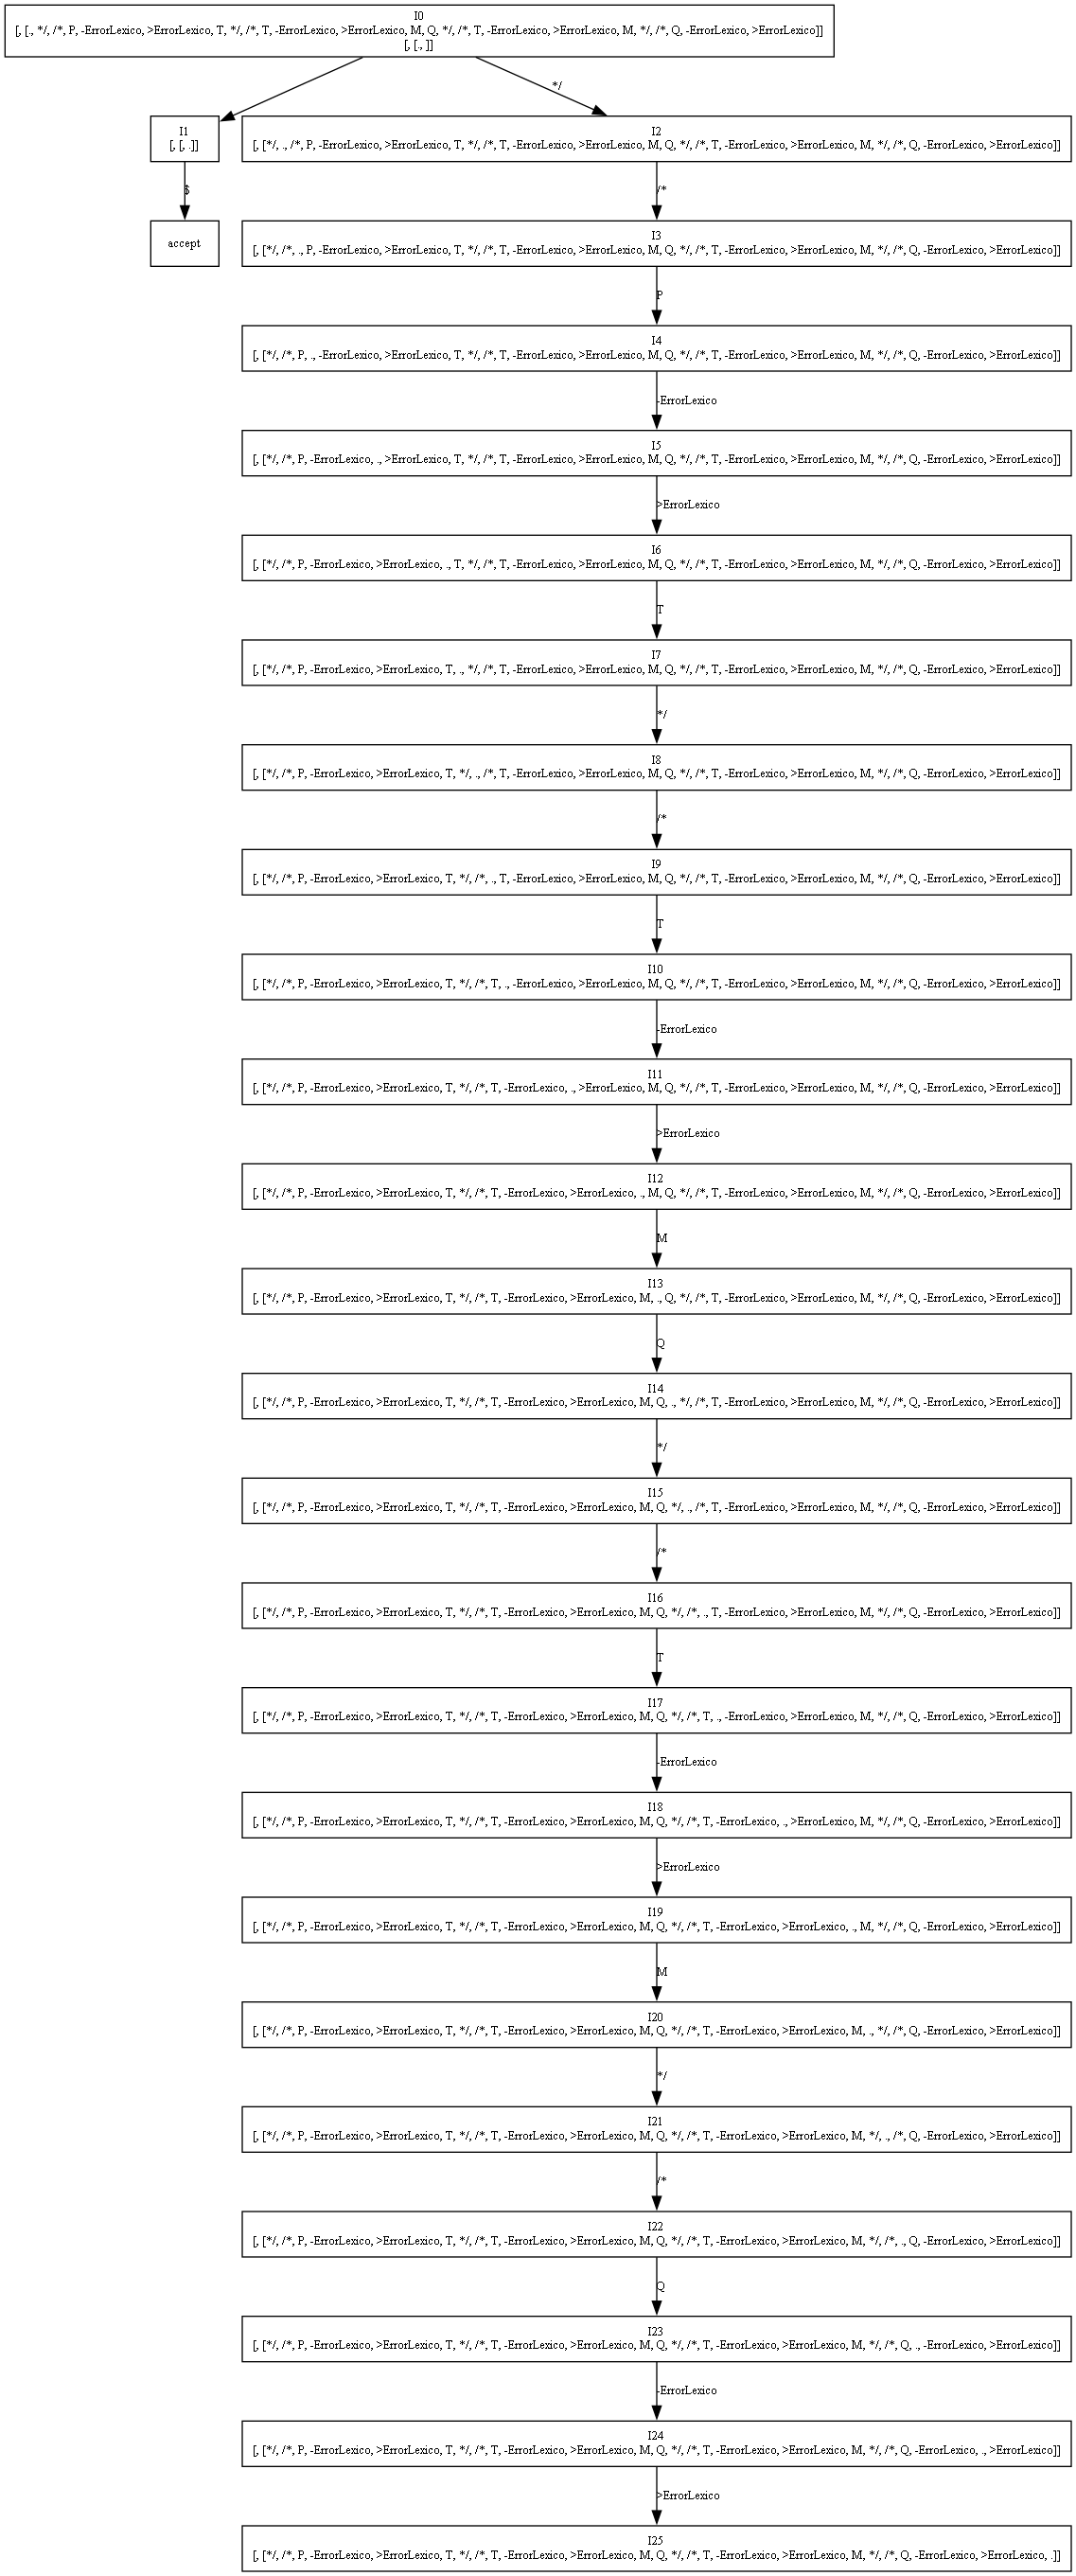 I0
[, [., */, /*, P, -ErrorLexico, >ErrorLexico, T, */, /*, T, -ErrorLexico, >ErrorLexico, M, Q, */, /*, T, -ErrorLexico, >ErrorLexico, M, */, /*, Q, -ErrorLexico, >ErrorLexico]]
[, [., ]]
*/
I1
[, [, .]]
I2
[, [*/, ., /*, P, -ErrorLexico, >ErrorLexico, T, */, /*, T, -ErrorLexico, >ErrorLexico, M, Q, */, /*, T, -ErrorLexico, >ErrorLexico, M, */, /*, Q, -ErrorLexico, >ErrorLexico]]
$
/*
accept
I3
[, [*/, /*, ., P, -ErrorLexico, >ErrorLexico, T, */, /*, T, -ErrorLexico, >ErrorLexico, M, Q, */, /*, T, -ErrorLexico, >ErrorLexico, M, */, /*, Q, -ErrorLexico, >ErrorLexico]]
P
I4
[, [*/, /*, P, ., -ErrorLexico, >ErrorLexico, T, */, /*, T, -ErrorLexico, >ErrorLexico, M, Q, */, /*, T, -ErrorLexico, >ErrorLexico, M, */, /*, Q, -ErrorLexico, >ErrorLexico]]
-ErrorLexico
I5
[, [*/, /*, P, -ErrorLexico, ., >ErrorLexico, T, */, /*, T, -ErrorLexico, >ErrorLexico, M, Q, */, /*, T, -ErrorLexico, >ErrorLexico, M, */, /*, Q, -ErrorLexico, >ErrorLexico]]
>ErrorLexico
I6
[, [*/, /*, P, -ErrorLexico, >ErrorLexico, ., T, */, /*, T, -ErrorLexico, >ErrorLexico, M, Q, */, /*, T, -ErrorLexico, >ErrorLexico, M, */, /*, Q, -ErrorLexico, >ErrorLexico]]
T
I7
[, [*/, /*, P, -ErrorLexico, >ErrorLexico, T, ., */, /*, T, -ErrorLexico, >ErrorLexico, M, Q, */, /*, T, -ErrorLexico, >ErrorLexico, M, */, /*, Q, -ErrorLexico, >ErrorLexico]]
*/
I8
[, [*/, /*, P, -ErrorLexico, >ErrorLexico, T, */, ., /*, T, -ErrorLexico, >ErrorLexico, M, Q, */, /*, T, -ErrorLexico, >ErrorLexico, M, */, /*, Q, -ErrorLexico, >ErrorLexico]]
/*
I9
[, [*/, /*, P, -ErrorLexico, >ErrorLexico, T, */, /*, ., T, -ErrorLexico, >ErrorLexico, M, Q, */, /*, T, -ErrorLexico, >ErrorLexico, M, */, /*, Q, -ErrorLexico, >ErrorLexico]]
T
I10
[, [*/, /*, P, -ErrorLexico, >ErrorLexico, T, */, /*, T, ., -ErrorLexico, >ErrorLexico, M, Q, */, /*, T, -ErrorLexico, >ErrorLexico, M, */, /*, Q, -ErrorLexico, >ErrorLexico]]
-ErrorLexico
I11
[, [*/, /*, P, -ErrorLexico, >ErrorLexico, T, */, /*, T, -ErrorLexico, ., >ErrorLexico, M, Q, */, /*, T, -ErrorLexico, >ErrorLexico, M, */, /*, Q, -ErrorLexico, >ErrorLexico]]
>ErrorLexico
I12
[, [*/, /*, P, -ErrorLexico, >ErrorLexico, T, */, /*, T, -ErrorLexico, >ErrorLexico, ., M, Q, */, /*, T, -ErrorLexico, >ErrorLexico, M, */, /*, Q, -ErrorLexico, >ErrorLexico]]
M
I13
[, [*/, /*, P, -ErrorLexico, >ErrorLexico, T, */, /*, T, -ErrorLexico, >ErrorLexico, M, ., Q, */, /*, T, -ErrorLexico, >ErrorLexico, M, */, /*, Q, -ErrorLexico, >ErrorLexico]]
Q
I14
[, [*/, /*, P, -ErrorLexico, >ErrorLexico, T, */, /*, T, -ErrorLexico, >ErrorLexico, M, Q, ., */, /*, T, -ErrorLexico, >ErrorLexico, M, */, /*, Q, -ErrorLexico, >ErrorLexico]]
*/
I15
[, [*/, /*, P, -ErrorLexico, >ErrorLexico, T, */, /*, T, -ErrorLexico, >ErrorLexico, M, Q, */, ., /*, T, -ErrorLexico, >ErrorLexico, M, */, /*, Q, -ErrorLexico, >ErrorLexico]]
/*
I16
[, [*/, /*, P, -ErrorLexico, >ErrorLexico, T, */, /*, T, -ErrorLexico, >ErrorLexico, M, Q, */, /*, ., T, -ErrorLexico, >ErrorLexico, M, */, /*, Q, -ErrorLexico, >ErrorLexico]]
T
I17
[, [*/, /*, P, -ErrorLexico, >ErrorLexico, T, */, /*, T, -ErrorLexico, >ErrorLexico, M, Q, */, /*, T, ., -ErrorLexico, >ErrorLexico, M, */, /*, Q, -ErrorLexico, >ErrorLexico]]
-ErrorLexico
I18
[, [*/, /*, P, -ErrorLexico, >ErrorLexico, T, */, /*, T, -ErrorLexico, >ErrorLexico, M, Q, */, /*, T, -ErrorLexico, ., >ErrorLexico, M, */, /*, Q, -ErrorLexico, >ErrorLexico]]
>ErrorLexico
I19
[, [*/, /*, P, -ErrorLexico, >ErrorLexico, T, */, /*, T, -ErrorLexico, >ErrorLexico, M, Q, */, /*, T, -ErrorLexico, >ErrorLexico, ., M, */, /*, Q, -ErrorLexico, >ErrorLexico]]
M
I20
[, [*/, /*, P, -ErrorLexico, >ErrorLexico, T, */, /*, T, -ErrorLexico, >ErrorLexico, M, Q, */, /*, T, -ErrorLexico, >ErrorLexico, M, ., */, /*, Q, -ErrorLexico, >ErrorLexico]]
*/
I21
[, [*/, /*, P, -ErrorLexico, >ErrorLexico, T, */, /*, T, -ErrorLexico, >ErrorLexico, M, Q, */, /*, T, -ErrorLexico, >ErrorLexico, M, */, ., /*, Q, -ErrorLexico, >ErrorLexico]]
/*
I22
[, [*/, /*, P, -ErrorLexico, >ErrorLexico, T, */, /*, T, -ErrorLexico, >ErrorLexico, M, Q, */, /*, T, -ErrorLexico, >ErrorLexico, M, */, /*, ., Q, -ErrorLexico, >ErrorLexico]]
Q
I23
[, [*/, /*, P, -ErrorLexico, >ErrorLexico, T, */, /*, T, -ErrorLexico, >ErrorLexico, M, Q, */, /*, T, -ErrorLexico, >ErrorLexico, M, */, /*, Q, ., -ErrorLexico, >ErrorLexico]]
-ErrorLexico
I24
[, [*/, /*, P, -ErrorLexico, >ErrorLexico, T, */, /*, T, -ErrorLexico, >ErrorLexico, M, Q, */, /*, T, -ErrorLexico, >ErrorLexico, M, */, /*, Q, -ErrorLexico, ., >ErrorLexico]]
>ErrorLexico
I25
[, [*/, /*, P, -ErrorLexico, >ErrorLexico, T, */, /*, T, -ErrorLexico, >ErrorLexico, M, Q, */, /*, T, -ErrorLexico, >ErrorLexico, M, */, /*, Q, -ErrorLexico, >ErrorLexico, .]]